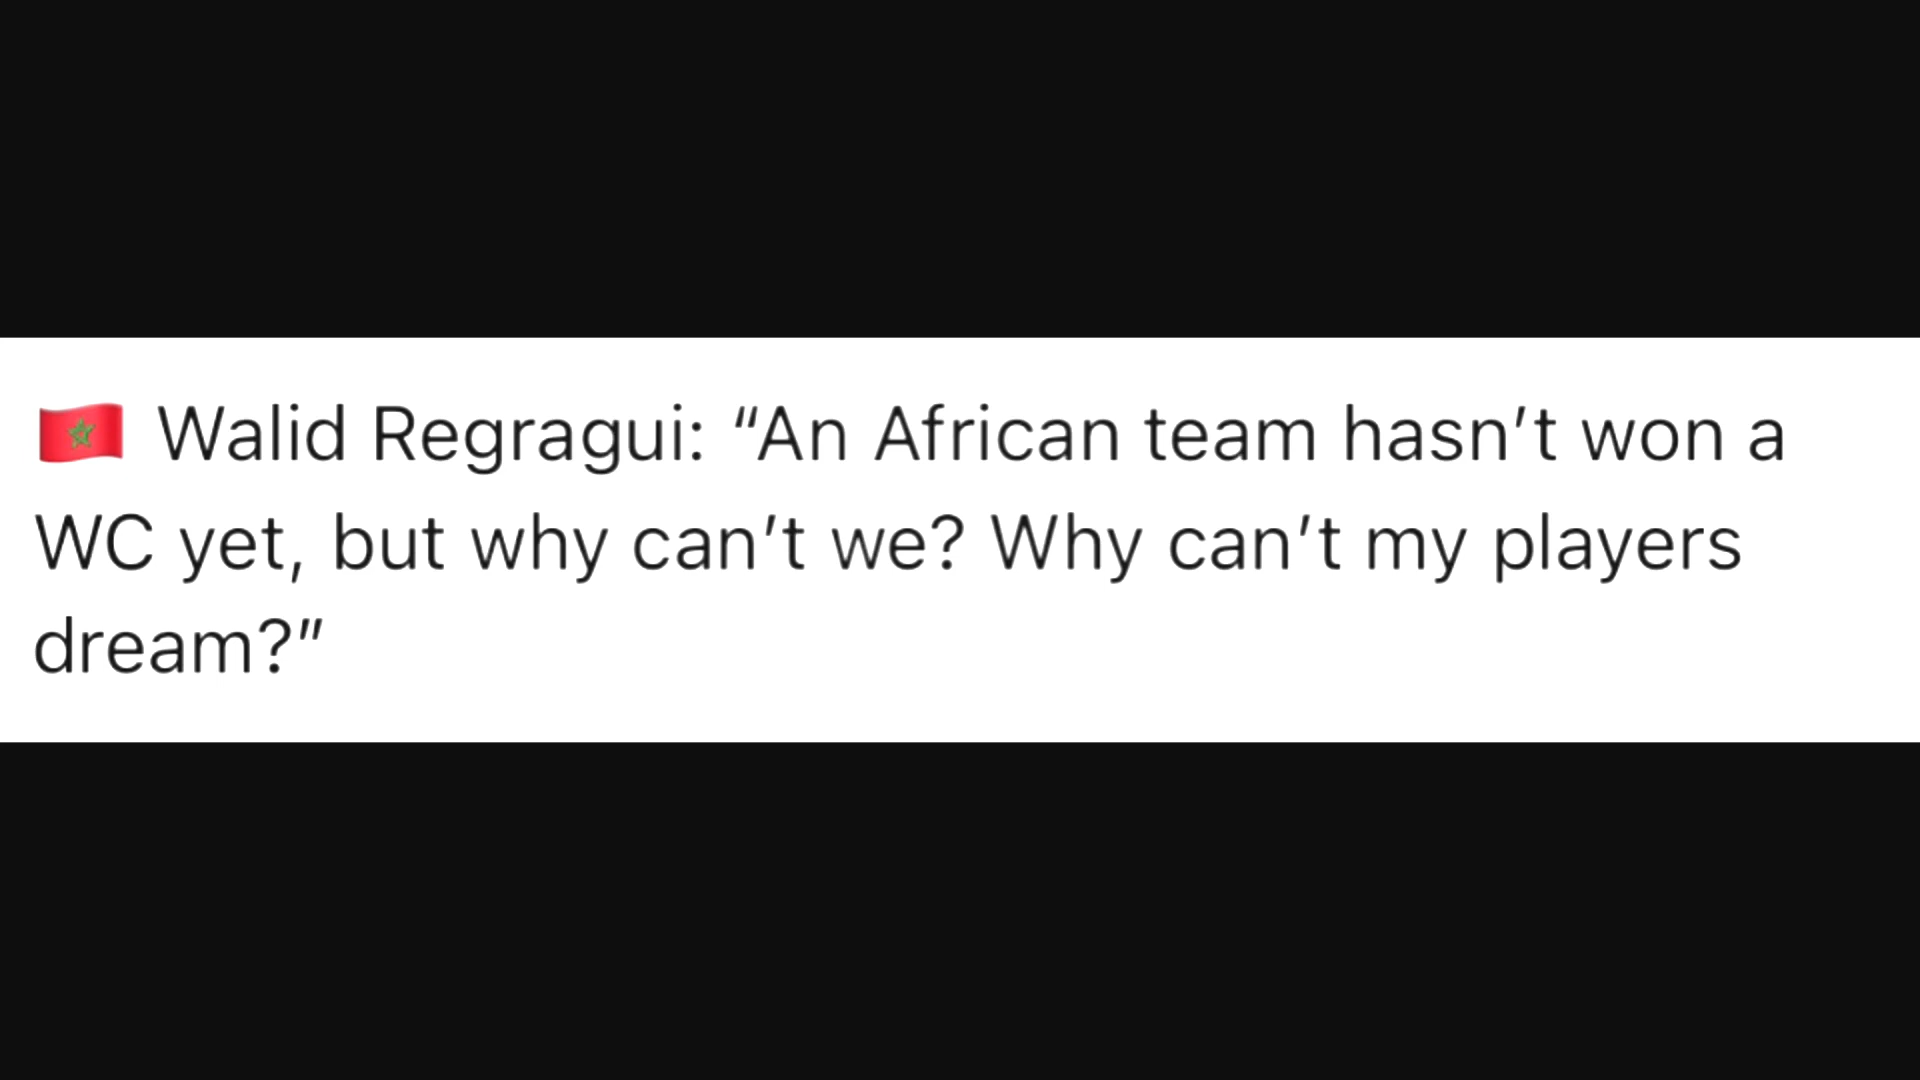 🇲🇦 Walid Regragui: “An African team hasn’t won a
WC yet, but why can’t we? Why can’t my players
dream?”